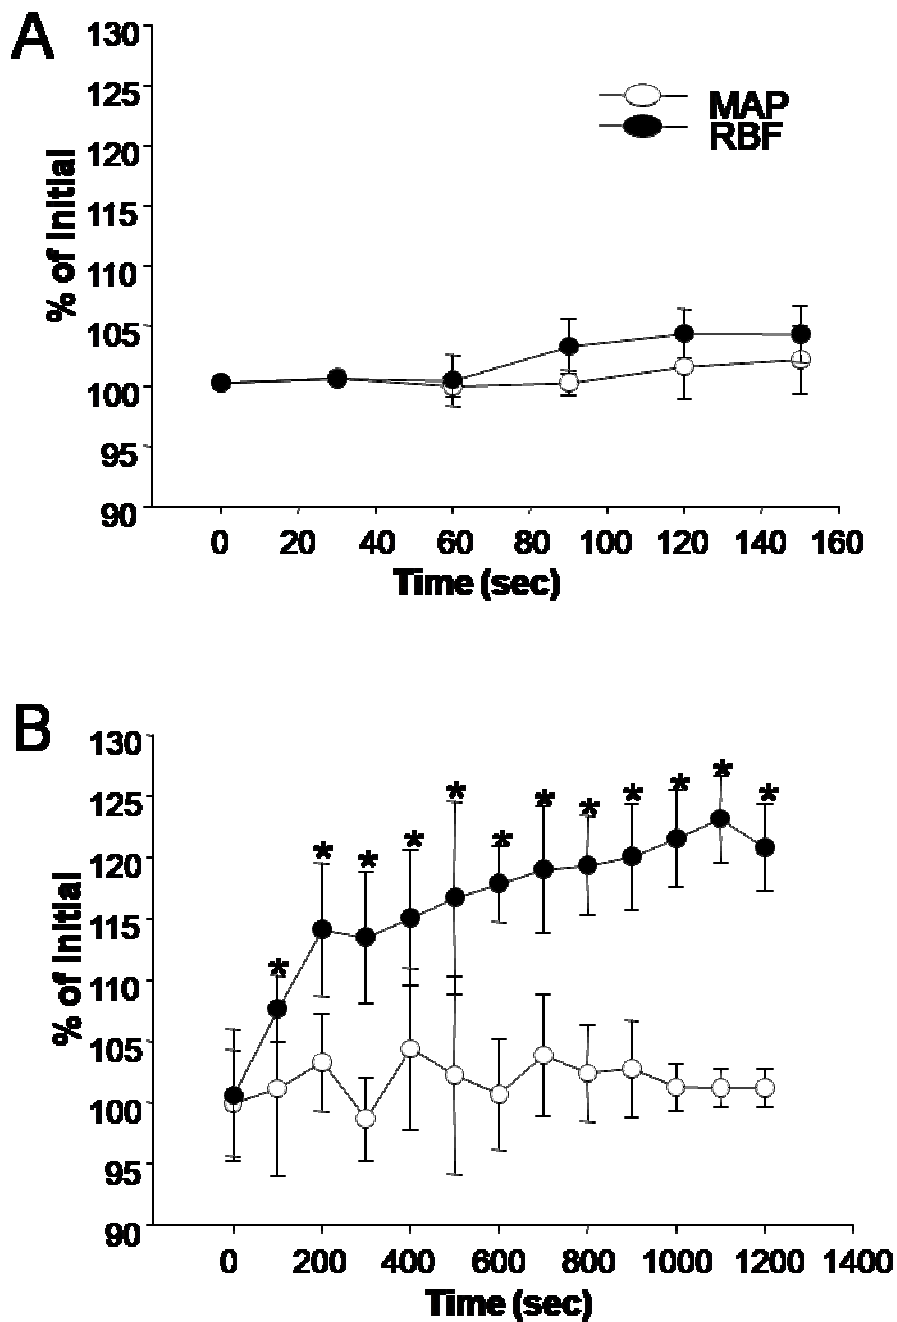 A
130
125
120
115
110
105
100
95
90
% of Initial
MAP
RBF
0 20 40 60 80 100 120 140 160
Time (sec)
B
130
125
120
115
110
105
100
95
90
% of Initial
* * * * * * * * * * * *
0 200 400 600 800 1000 1200 1400
Time (sec)